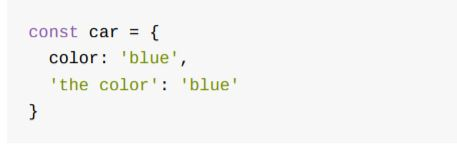 const car = {
  color: 'blue',
  'the color': 'blue'
}